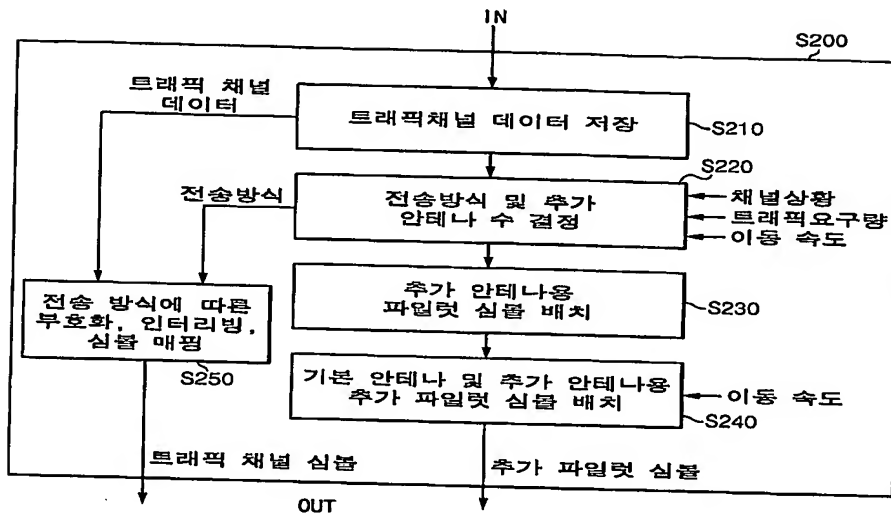 IN
S200
트래픽 채널
데이터
트래픽채널 데이터 저장
S210
S220
전송방식
전송방식 및 추가
안테나 수 결정
채널상황
트래픽요구량
이동 속도
추가 안테나용
파일럿 심볼 배치
S230
전송 방식에 따른
부호화, 인터리빙,
심볼 매핑
S250
기본 안테나 및 추가 안테나용
추가 파일럿 심볼 배치
이동 속도
S240
트래픽 채널 심볼
추가 파일럿 심볼
OUT